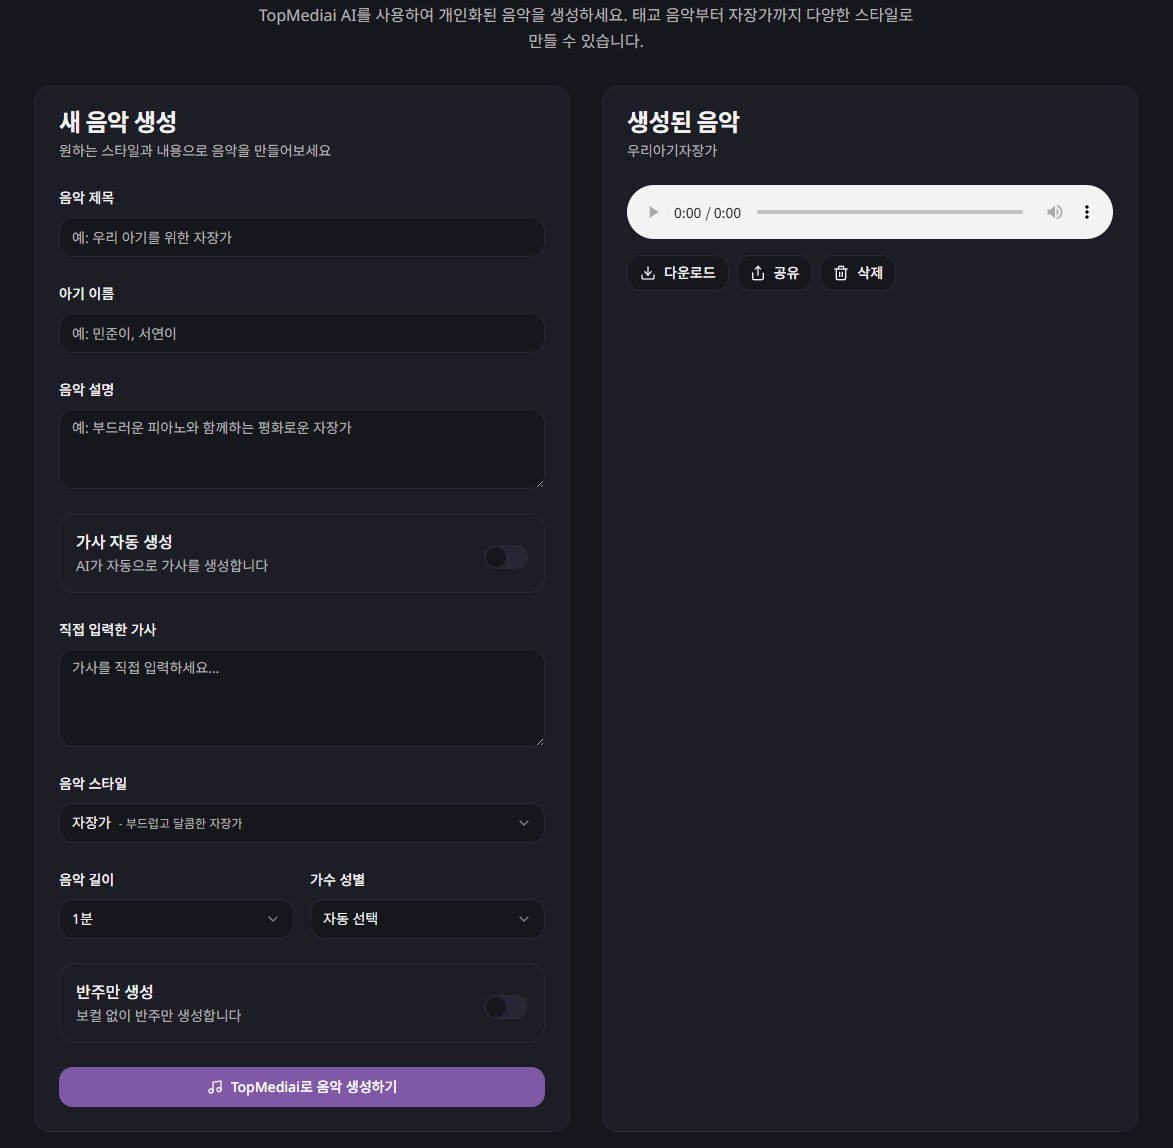 TopMediai AI를 사용하여 개인화된 음악을 생성하세요. 태교 음악부터 자장가까지 다양한 스타일로
만들 수 있습니다.
새 음악 생성
원하는 스타일과 내용으로 음악을 만들어보세요
음악 제목
예: 우리 아기를 위한 자장가
아기 이름
예: 민준이, 서연이
음악 설명
예: 부드러운 피아노와 함께하는 평화로운 자장가
가사 자동 생성
AI가 자동으로 가사를 생성합니다
직접 입력한 가사
가사를 직접 입력하세요...
음악 스타일
자장가 - 부드럽고 달콤한 자장가
음악 길이 가수 성별
1분 자동 선택
반주만 생성
보컬 없이 반주만 생성합니다
TopMediai로 음악 생성하기
생성된 음악
우리아기자장가
0:00 / 0:00
다운로드 공유 삭제